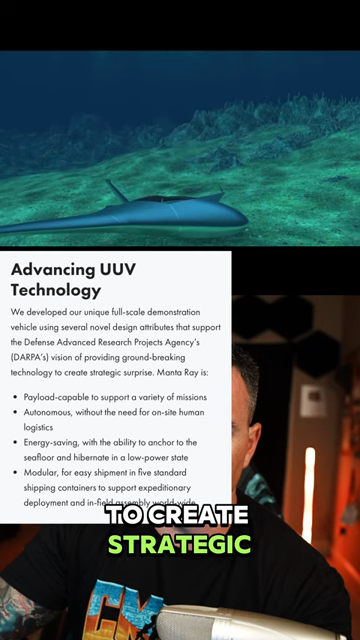 Advancing UUV
Technology
We developed our unique full-scale demonstration
vehicle using several novel design attributes that support
the Defense Advanced Research Projects Agency's
(DARPA's) vision of providing ground-breaking
technology to create strategic surprise. Manta Ray is:
• Payload-capable to support a variety of missions
• Autonomous, without the need for on-site human
logistics
• Energy-saving, with the ability to anchor to the
seafloor and hibernate in a low-power state
• Modular, for easy shipment in five standard
shipping containers to support expeditionary
deployment and in-field assembly world-wide
TO CREATE
STRATEGIC
CM